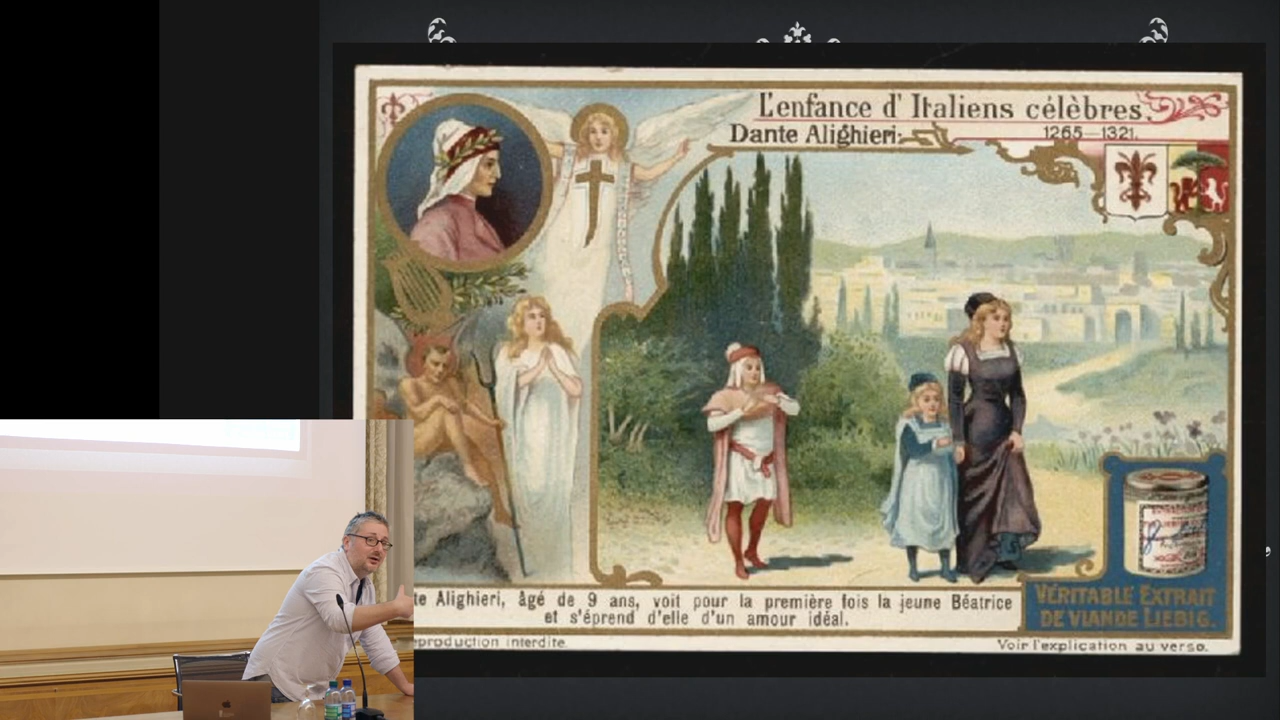 L'enfance d'Italiens célèbres.
Dante Alighieri:
1265–1321.
te Alighieri, âgé de 9 ans, voit pour la première fois la jeune Béatrice
et s'éprend d'elle d'un amour idéal.
VÉRITABLE EXTRAIT
DE VIANDE LIEBIG.
eproduction interdite.
Voir l'explication au verso.